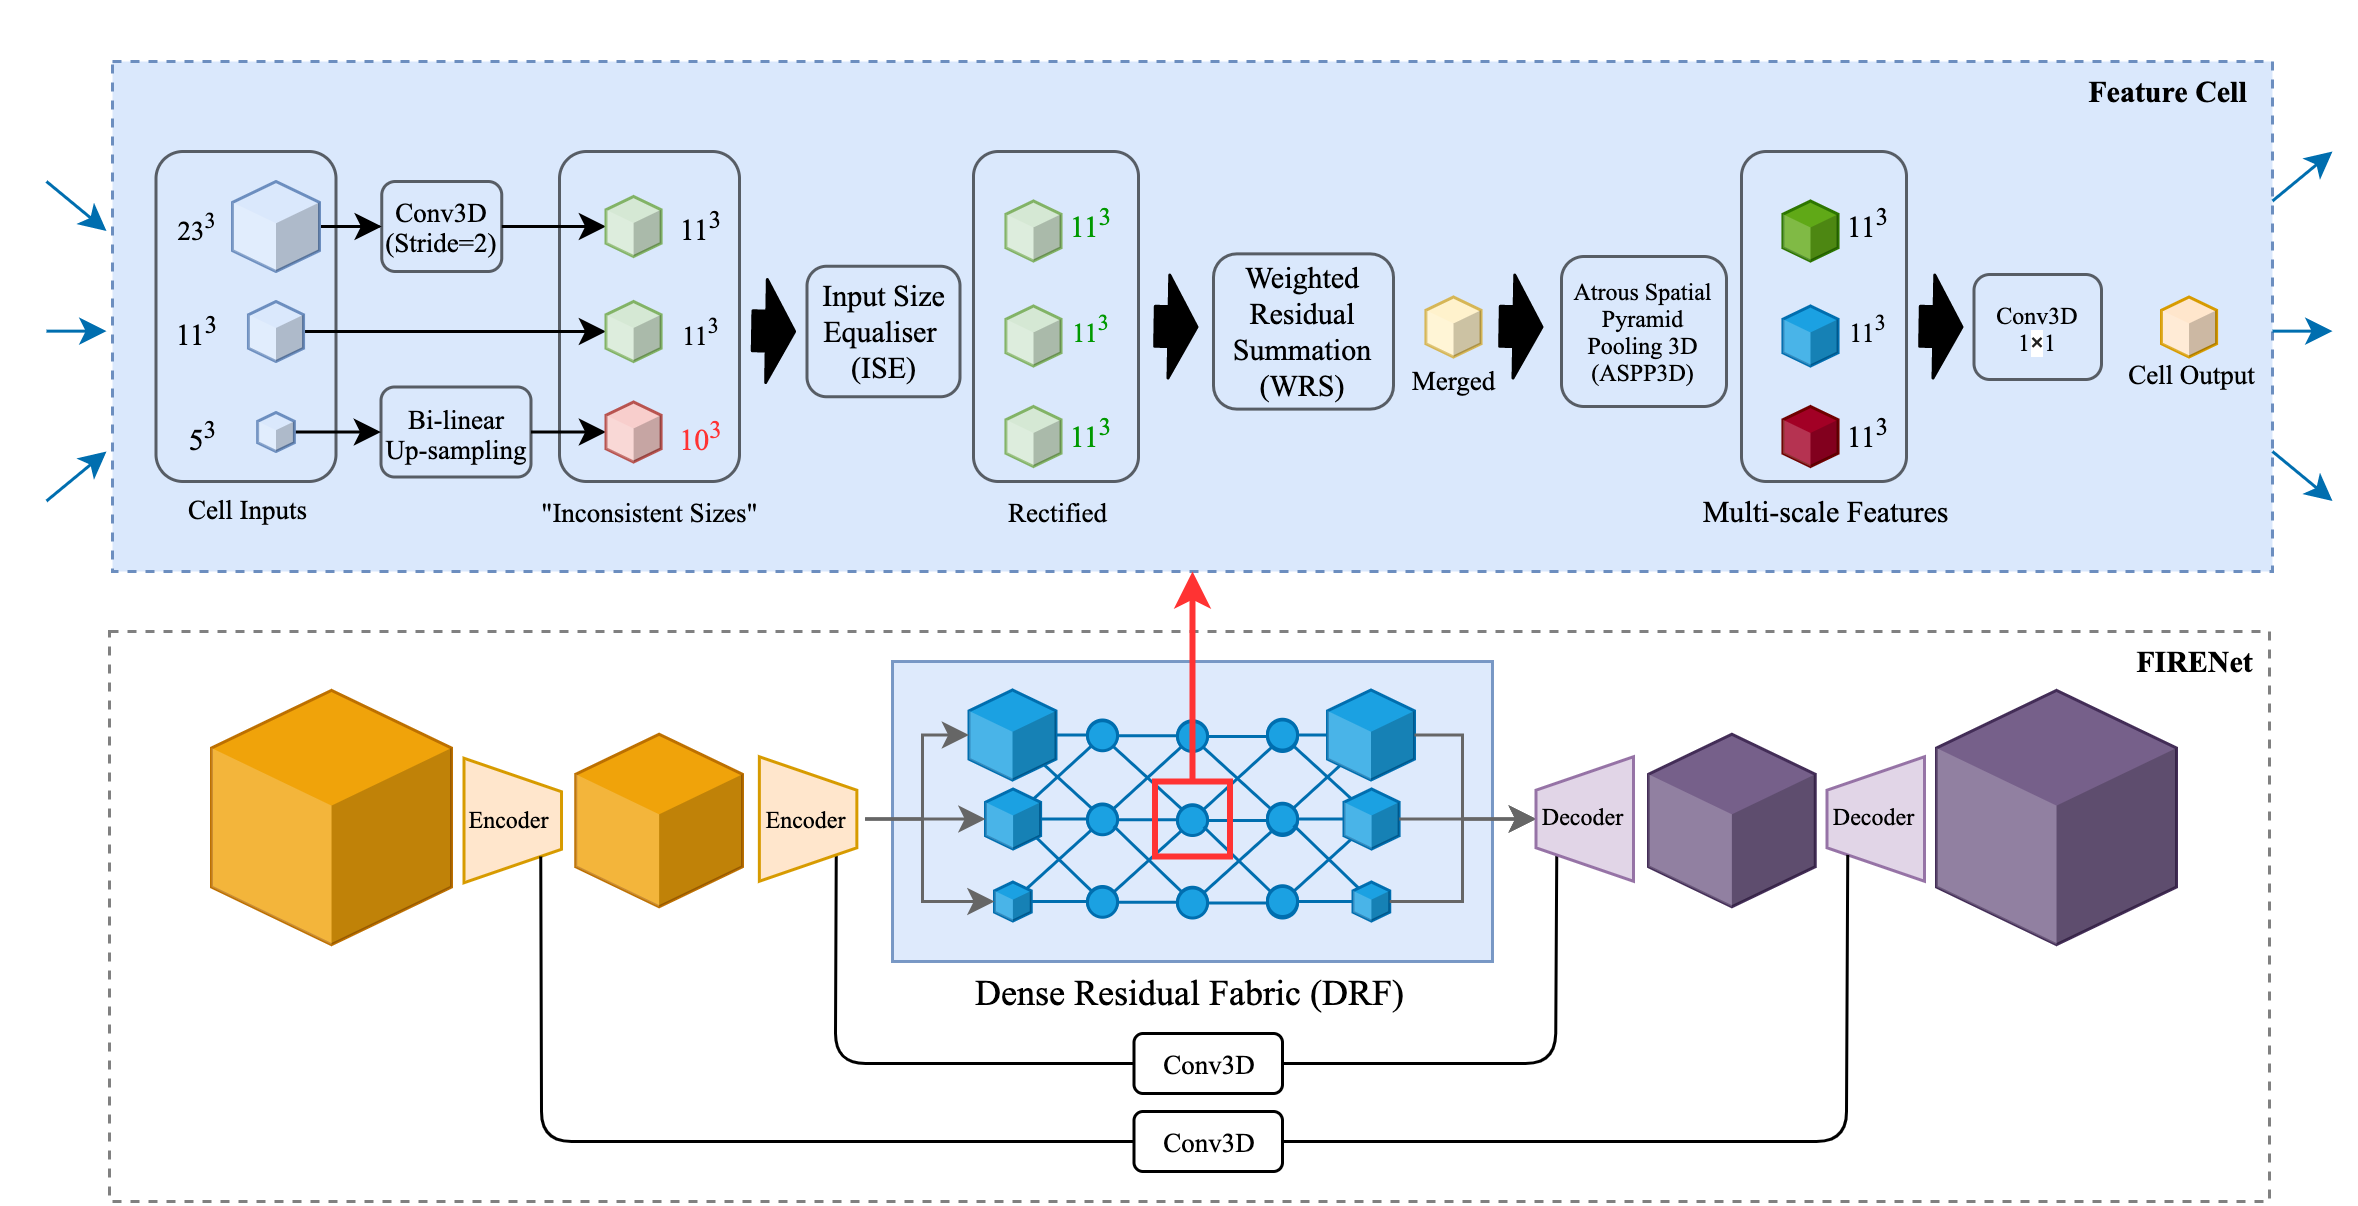 Feature Cell
23³
Conv3D
(Stride=2)
11³
11³
11³
5³
Bi-linear
Up-sampling
10³
Cell Inputs
"Inconsistent Sizes"
Input Size
Equaliser
(ISE)
11³
11³
11³
Rectified
Weighted
Residual
Summation
(WRS)
Merged
Atrous Spatial
Pyramid
Pooling 3D
(ASPP3D)
11³
11³
11³
Multi-scale Features
Conv3D
1×1
Cell Output
FIRENet
Encoder
Encoder
Decoder
Decoder
Dense Residual Fabric (DRF)
Conv3D
Conv3D